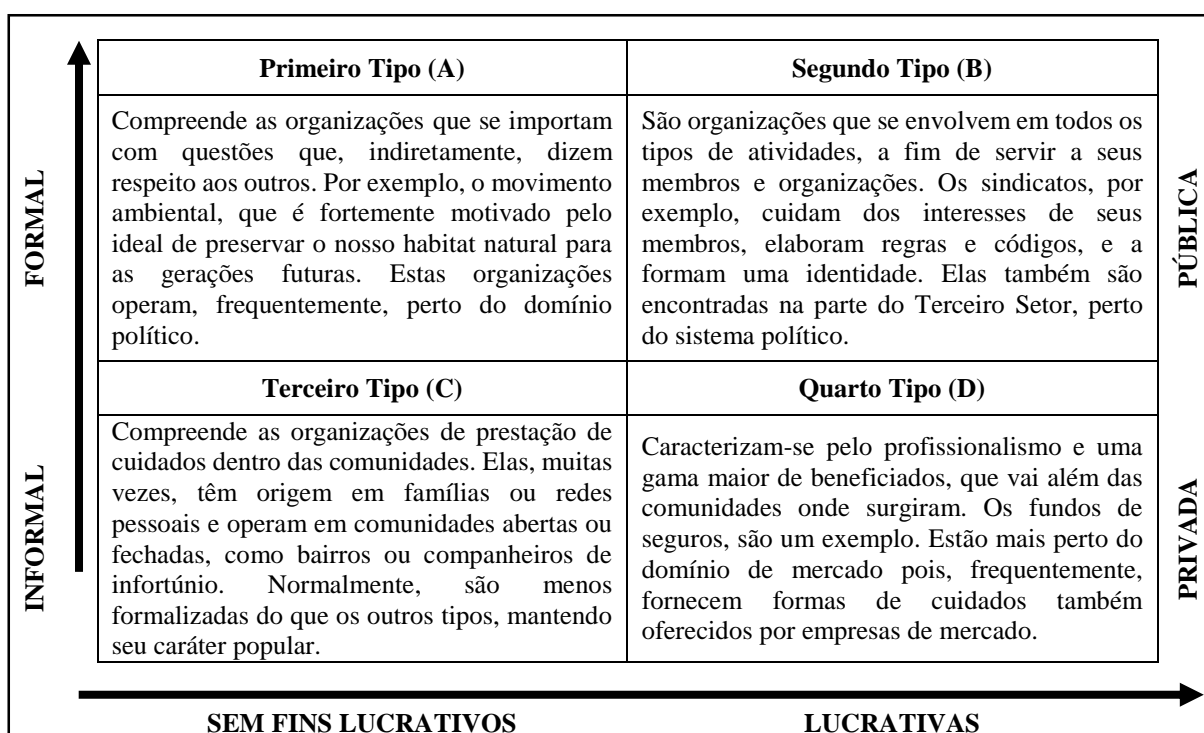 Primeiro Tipo (A)
Segundo Tipo (B)
FORMAL
Compreende as organizações que se importam
com questões que, indiretamente, dizem
respeito aos outros. Por exemplo, o movimento
ambiental, que é fortemente motivado pelo
ideal de preservar o nosso habitat natural para
as gerações futuras. Estas organizações
operam, frequentemente, perto do domínio
político.
São organizações que se envolvem em todos os
tipos de atividades, a fim de servir a seus
membros e organizações. Os sindicatos, por
exemplo, cuidam dos interesses de seus
membros, elaboram regras e códigos, e a
formam uma identidade. Elas também são
encontradas na parte do Terceiro Setor, perto
do sistema político.
PÚBLICA
Terceiro Tipo (C)
Quarto Tipo (D)
INFORMAL
Compreende as organizações de prestação de
cuidados dentro das comunidades. Elas, muitas
vezes, têm origem em famílias ou redes
pessoais e operam em comunidades abertas ou
fechadas, como bairros ou companheiros de
infortúnio. Normalmente, são menos
formalizadas do que os outros tipos, mantendo
seu caráter popular.
Caracterizam-se pelo profissionalismo e uma
gama maior de beneficiados, que vai além das
comunidades onde surgiram. Os fundos de
seguros, são um exemplo. Estão mais perto do
domínio de mercado pois, frequentemente,
fornecem formas de cuidados também
oferecidos por empresas de mercado.
PRIVADA
SEM FINS LUCRATIVOS
LUCRATIVAS